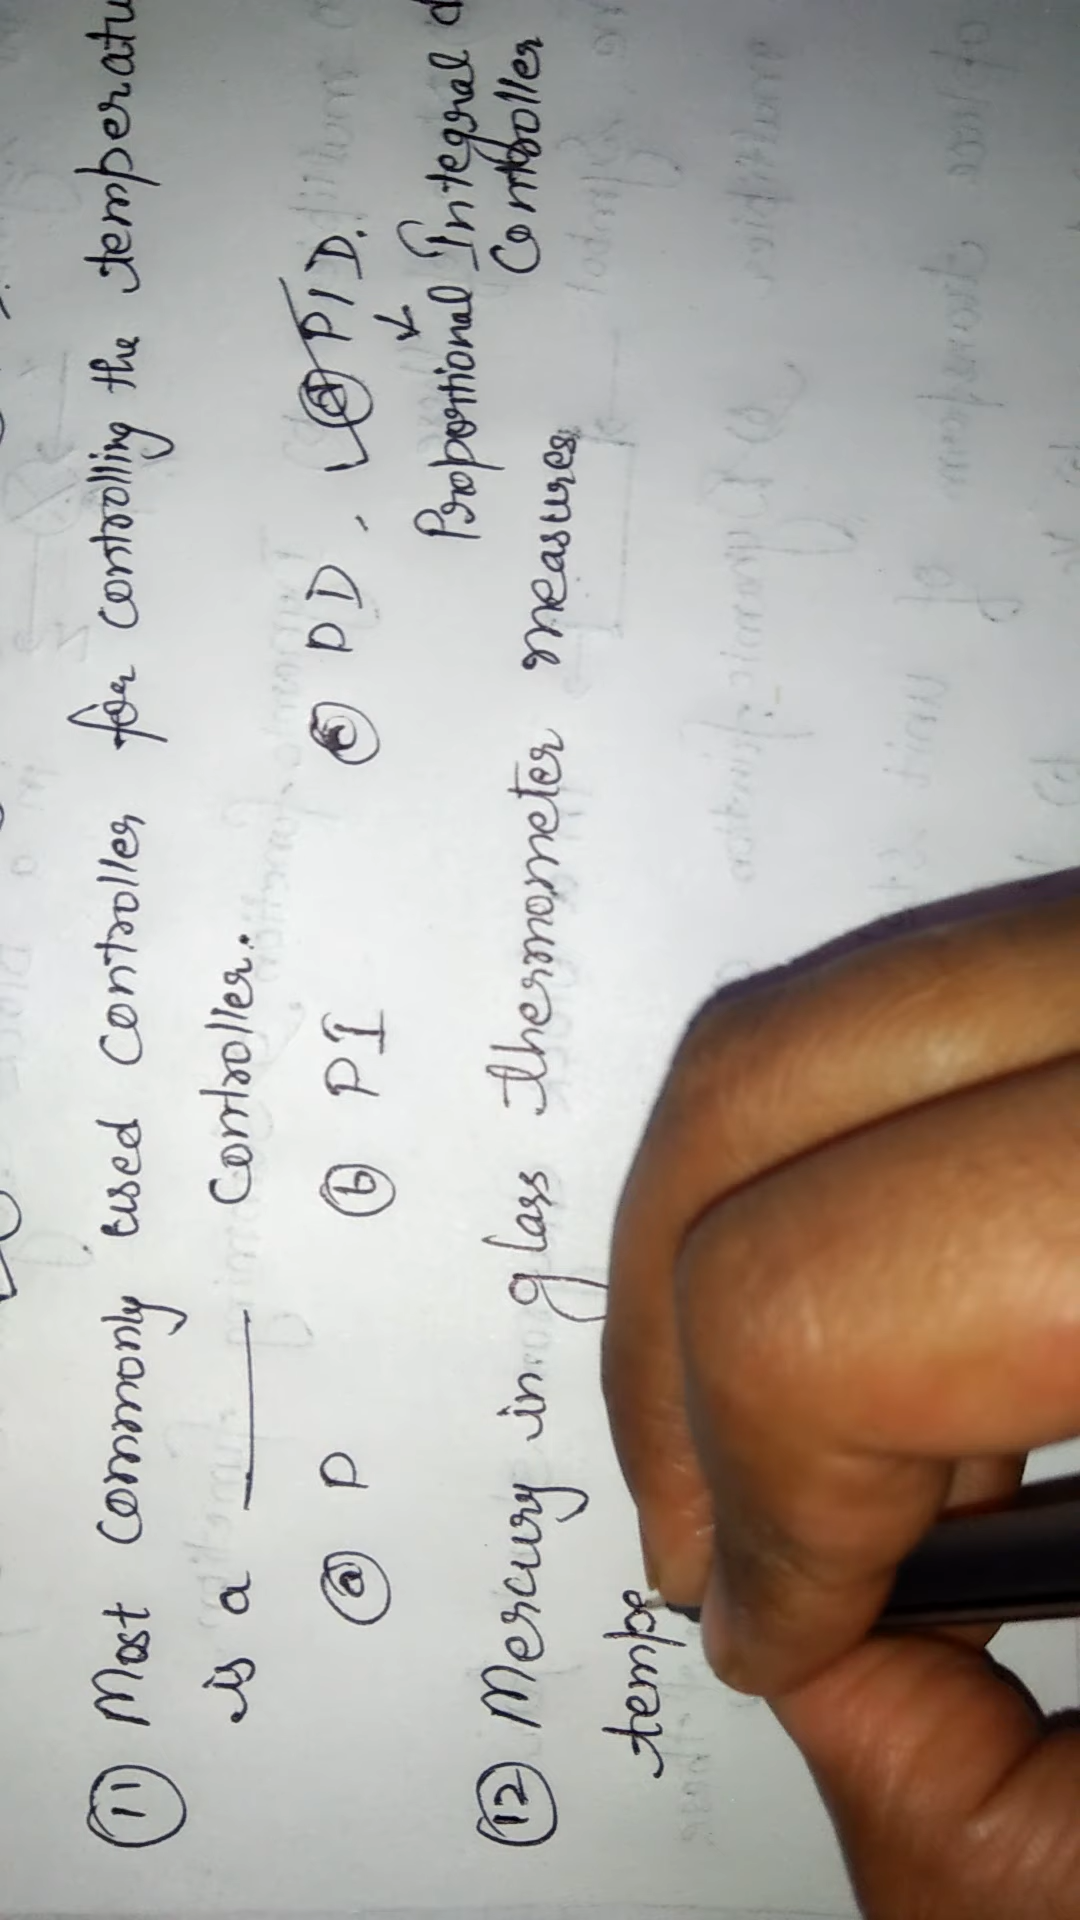 11 Most commonly used controller for controlling the temperatu
is a ______ controller.
a P b PI c PD, d PID.
Proportional Integral d
Controller
12 Mercury in glass thermometer measures
tempe